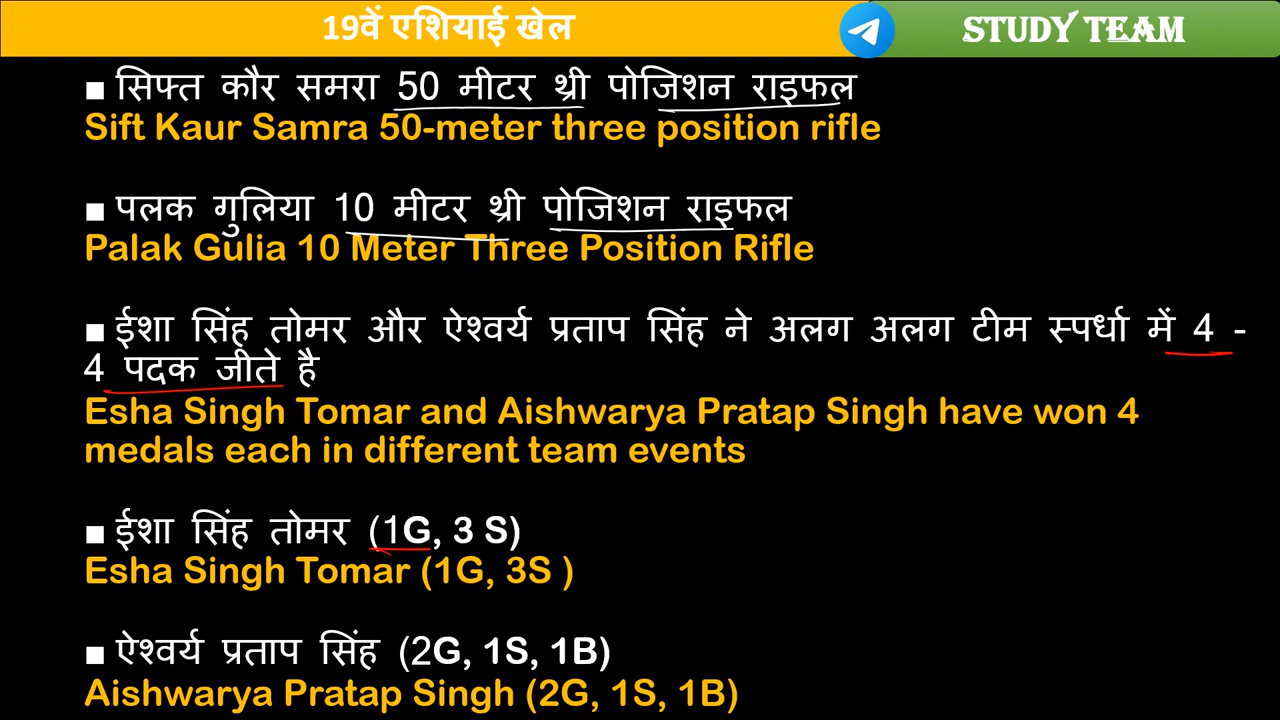 19वें एशियाई खेल
STUDY TEAM
■ सिफ्त कौर समरा 50 मीटर थ्री पोजिशन राइफल
Sift Kaur Samra 50-meter three position rifle
■ पलक गुलिया 10 मीटर थ्री पोजिशन राइफल
Palak Gulia 10 Meter Three Position Rifle
■ ईशा सिंह तोमर और ऐश्वर्य प्रताप सिंह ने अलग अलग टीम स्पर्धा में 4 -
4 पदक जीते है
Esha Singh Tomar and Aishwarya Pratap Singh have won 4
medals each in different team events
■ ईशा सिंह तोमर (1G, 3 S)
Esha Singh Tomar (1G, 3S )
■ ऐश्वर्य प्रताप सिंह (2G, 1S, 1B)
Aishwarya Pratap Singh (2G, 1S, 1B)